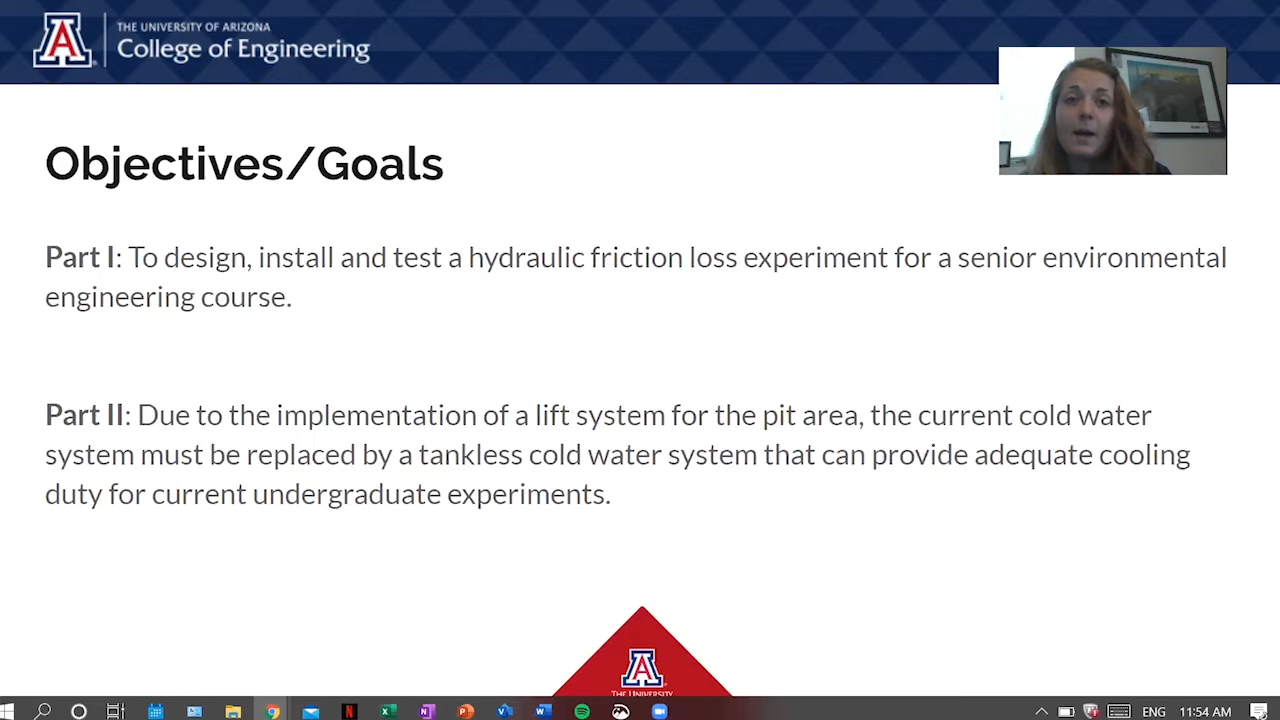 THE UNIVERSITY OF ARIZONA
College of Engineering
Objectives/Goals
Part I: To design, install and test a hydraulic friction loss experiment for a senior environmental
engineering course.
Part II: Due to the implementation of a lift system for the pit area, the current cold water
system must be replaced by a tankless cold water system that can provide adequate cooling
duty for current undergraduate experiments.
A
THE UNIVERSITY
ENG
11:54 AM